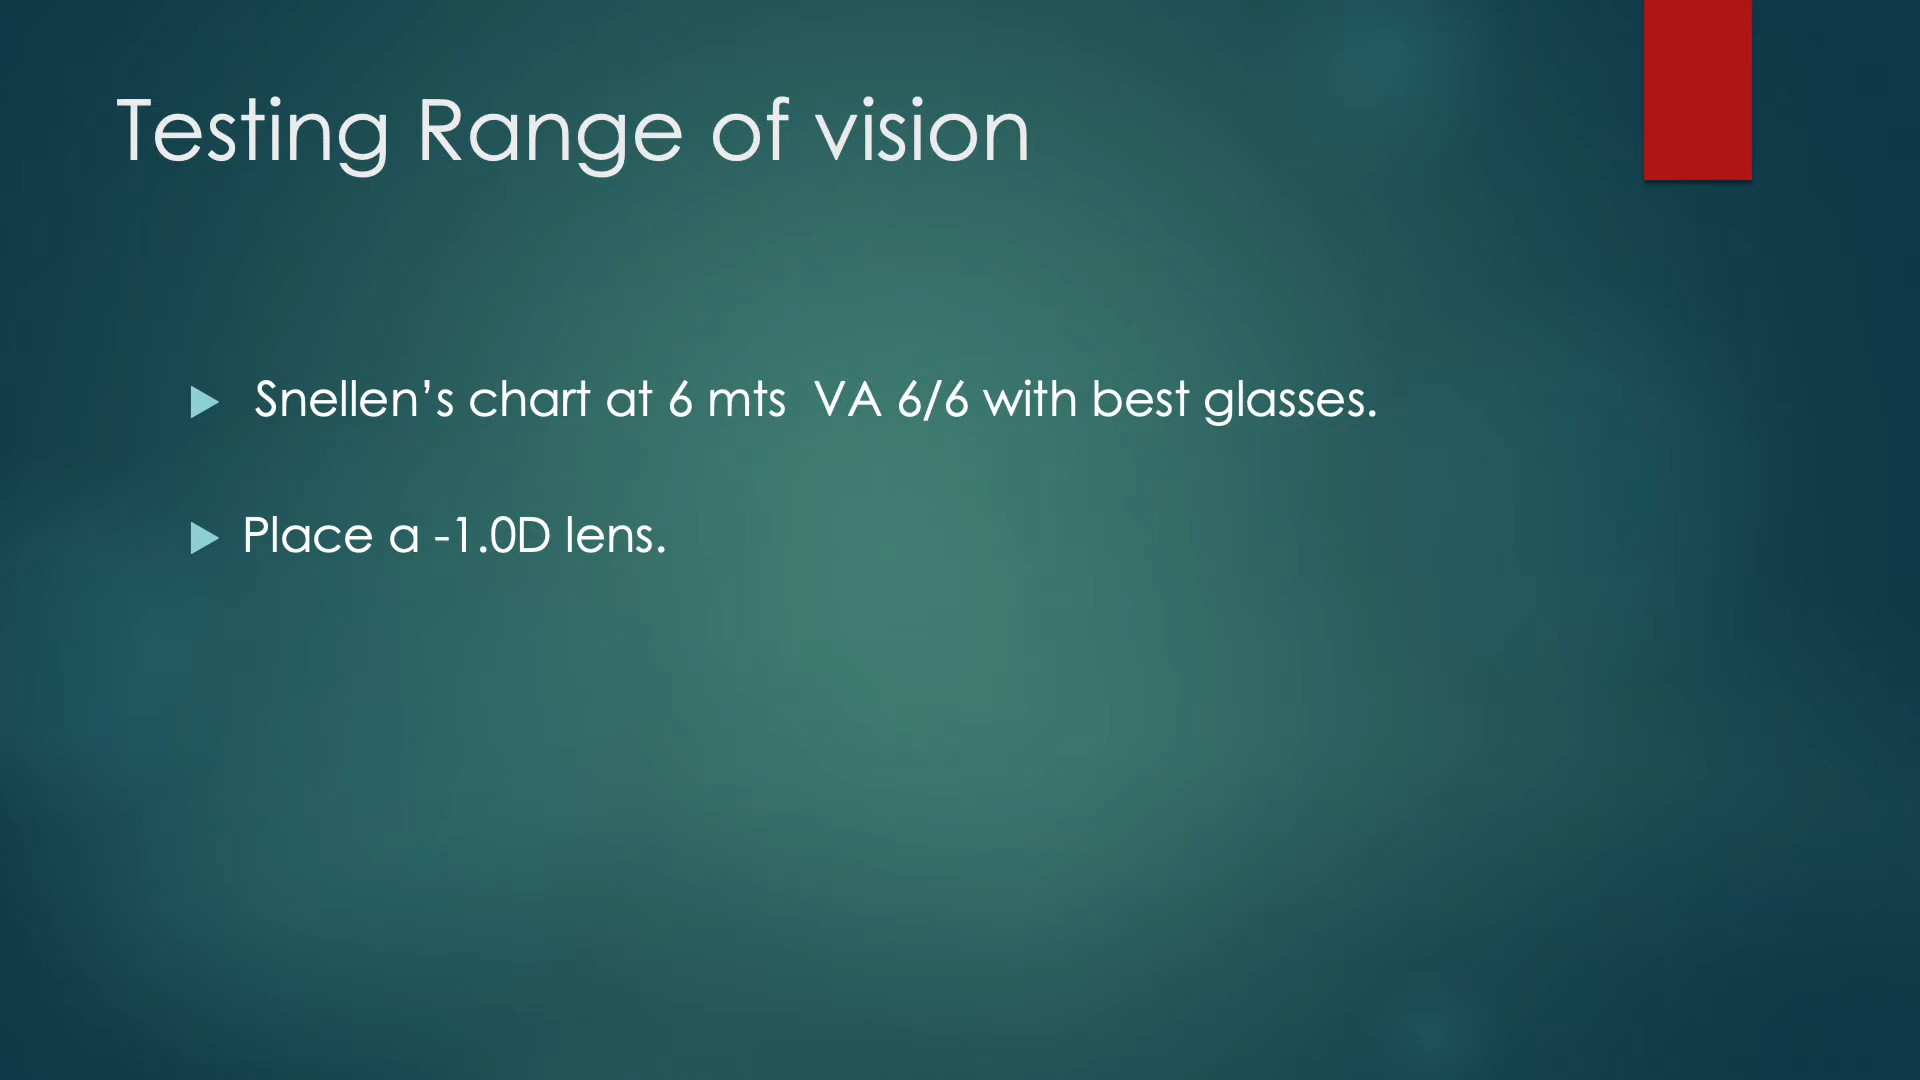 Testing Range of vision
Snellen’s chart at 6 mts  VA 6/6 with best glasses.
Place a -1.0D lens.